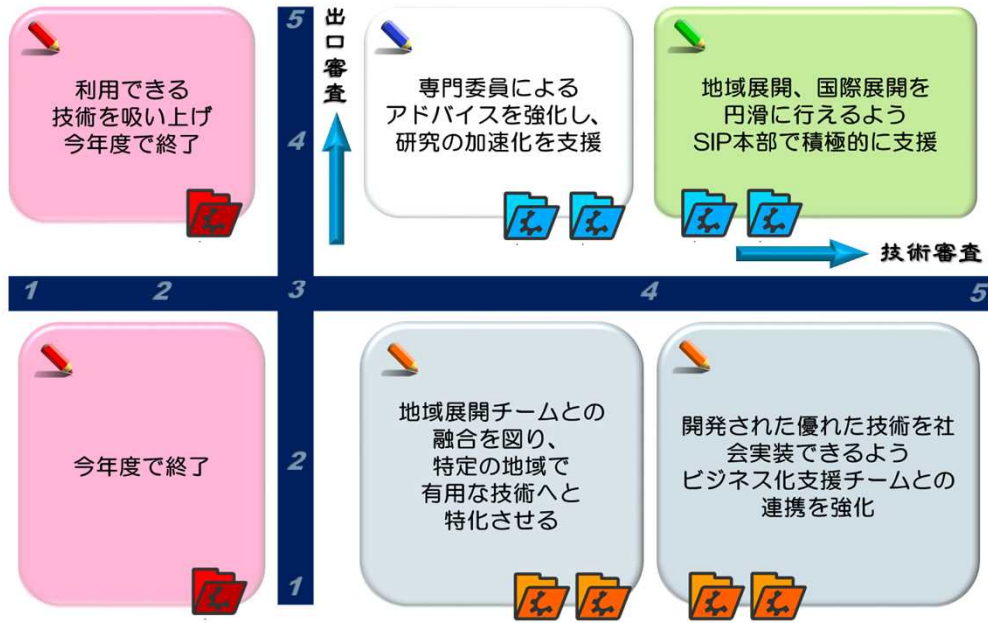 利用できる
技術を吸い上げ
今年度で終了
5
出口審査
4
専門委員による
アドバイスを強化し、
研究の加速化を支援
地域展開、国際展開を
円滑に行えるよう
SIP本部で積極的に支援
技術審査
1
2
3
4
5
今年度で終了
2
1
地域展開チームとの
融合を図り、
特定の地域で
有用な技術へと
特化させる
開発された優れた技術を社
会実装できるよう
ビジネス化支援チームとの
連携を強化